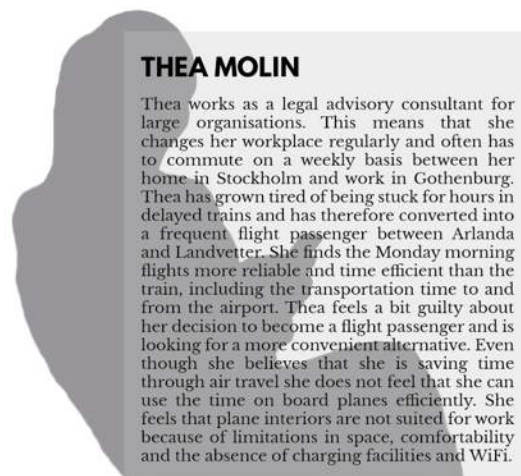 THEA MOLIN
Thea works as a legal advisory consultant for
large organisations. This means that she
changes her workplace regularly and often has
to commute on a weekly basis between her
home in Stockholm and work in Gothenburg.
Thea has grown tired of being stuck for hours in
delayed trains and has therefore converted into
a frequent flight passenger between Arlanda
and Landvetter. She finds the Monday morning
flights more reliable and time efficient than the
train, including the transportation time to and
from the airport. Thea feels a bit guilty about
her decision to become a flight passenger and is
looking for a more convenient alternative. Even
though she believes that she is saving time
through air travel she does not feel that she can
use the time on board planes efficiently. She
feels that plane interiors are not suited for work
because of limitations in space, comfortability
and the absence of charging facilities and WiFi.